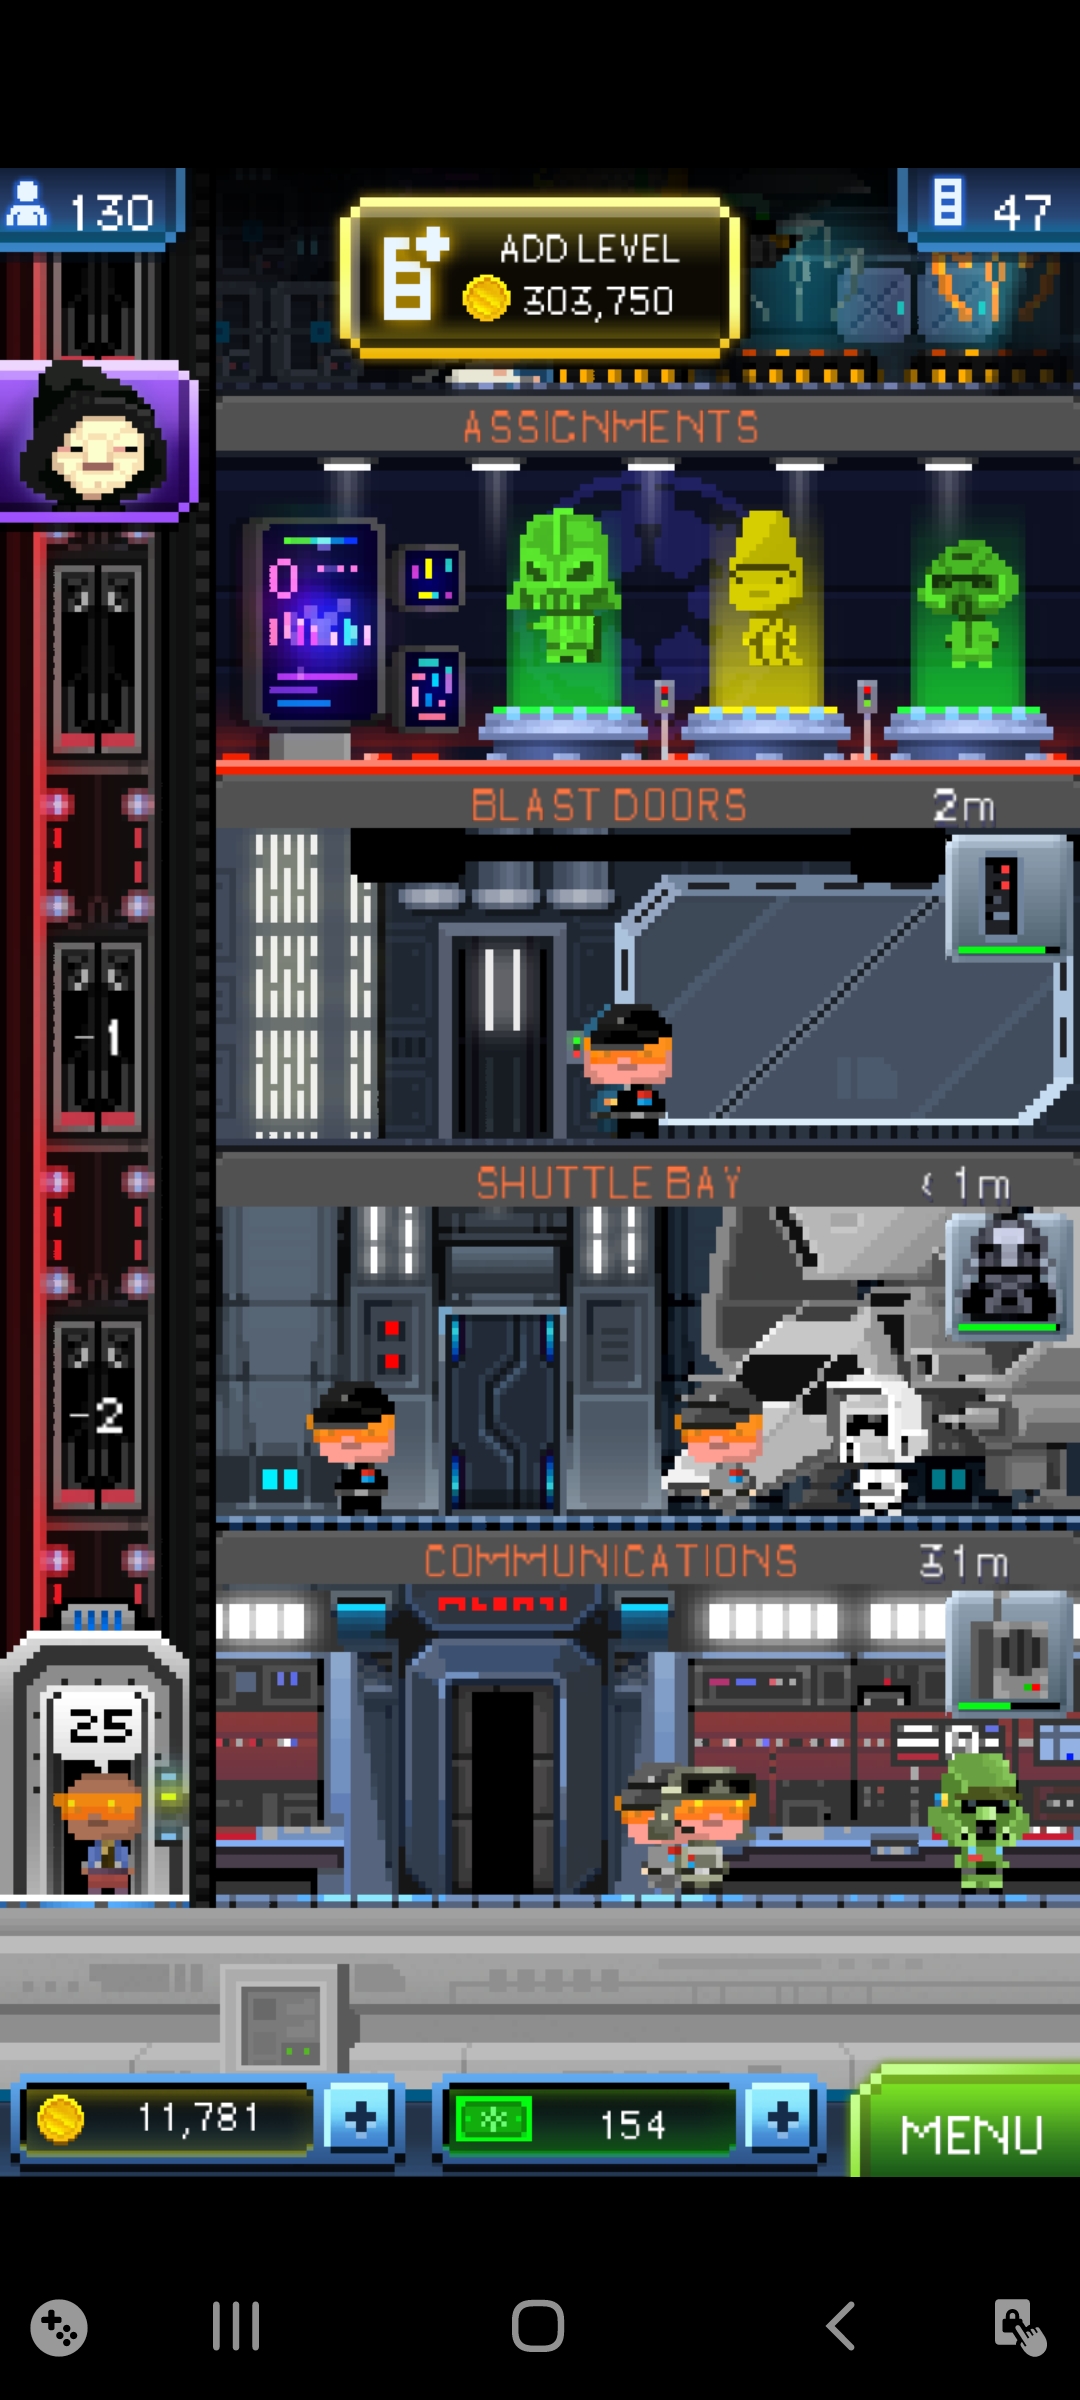 130
47
ADD LEVEL
303,750
ASSIGNMENTS
BLAST DOORS 2m
-1
SHUTTLE BAY < 1m
-2
COMMUNICATIONS 31m
25
11,781
154
MENU